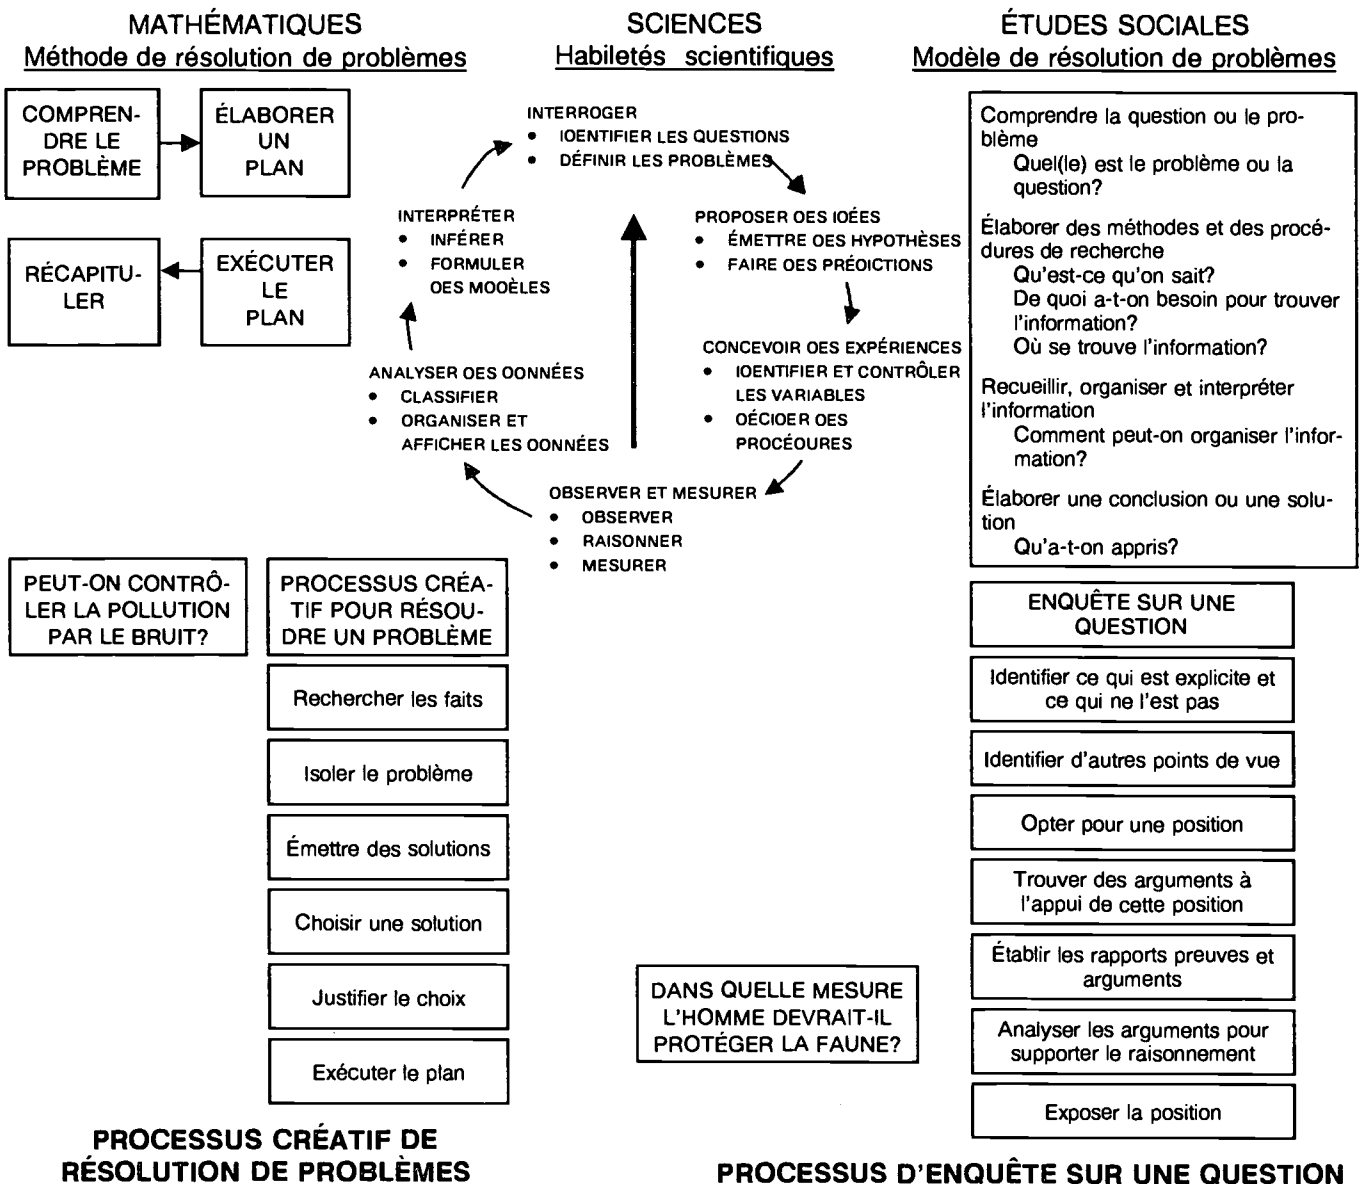 MATHÉMATIQUES
Méthode de résolution de problèmes
COMPREN-
DRE LE
PROBLÈME
ÉLABORER
UN
PLAN
RÉCAPITU-
LER
EXÉCUTER
LE
PLAN
SCIENCES
Habiletés scientifiques
INTERROGER
• IOENTIFIER LES QUESTIONS
• DÉFINIR LES PROBLÈMES
PROPOSER OES IOÉES
• ÉMETTRE OES HYPOTHÈSES
• FAIRE OES PRÉOICTIONS
CONCEVOIR OES EXPÉRIENCES
• IOENTIFIER ET CONTRÔLER
LES VARIABLES
• OÉCIOER OES
PROCÉOURES
OBSERVER ET MESURER
• OBSERVER
• RAISONNER
• MESURER
ANALYSER OES OONNÉES
• CLASSIFIER
• ORGANISER ET
AFFICHER LES OONNÉES
INTERPRÉTER
• INFÉRER
• FORMULER
OES MOOÈLES
ÉTUDES SOCIALES
Modèle de résolution de problèmes
Comprendre la question ou le pro-
blème
Quel(le) est le problème ou la
question?
Élaborer des méthodes et des procé-
dures de recherche
Qu'est-ce qu'on sait?
De quoi a-t-on besoin pour trouver
l'information?
Où se trouve l'information?
Recueillir, organiser et interpréter
l'information
Comment peut-on organiser l'infor-
mation?
Élaborer une conclusion ou une solu-
tion
Qu'a-t-on appris?
PEUT-ON CONTRÔ-
LER LA POLLUTION
PAR LE BRUIT?
PROCESSUS CRÉA-
TIF POUR RÉSOU-
DRE UN PROBLÈME
Rechercher les faits
Isoler le problème
Émettre des solutions
Choisir une solution
Justifier le choix
Exécuter le plan
PROCESSUS CRÉATIF DE
RÉSOLUTION DE PROBLÈMES
DANS QUELLE MESURE
L'HOMME DEVRAIT-IL
PROTÉGER LA FAUNE?
ENQUÊTE SUR UNE
QUESTION
Identifier ce qui est explicite et
ce qui ne l'est pas
Identifier d'autres points de vue
Opter pour une position
Trouver des arguments à
l'appui de cette position
Établir les rapports preuves et
arguments
Analyser les arguments pour
supporter le raisonnement
Exposer la position
PROCESSUS D'ENQUÊTE SUR UNE QUESTION